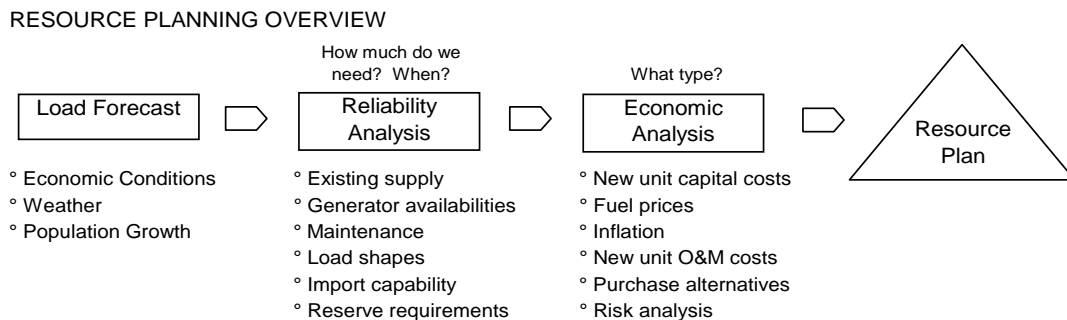 RESOURCE PLANNING OVERVIEW
How much do we
need?  When?
What type?
Load Forecast
Reliability
Analysis
Economic
Analysis
Resource
Plan
° Economic Conditions
° Weather
° Population Growth
° Existing supply
° Generator availabilities
° Maintenance
° Load shapes
° Import capability
° Reserve requirements
° New unit capital costs
° Fuel prices
° Inflation
° New unit O&M costs
° Purchase alternatives
° Risk analysis